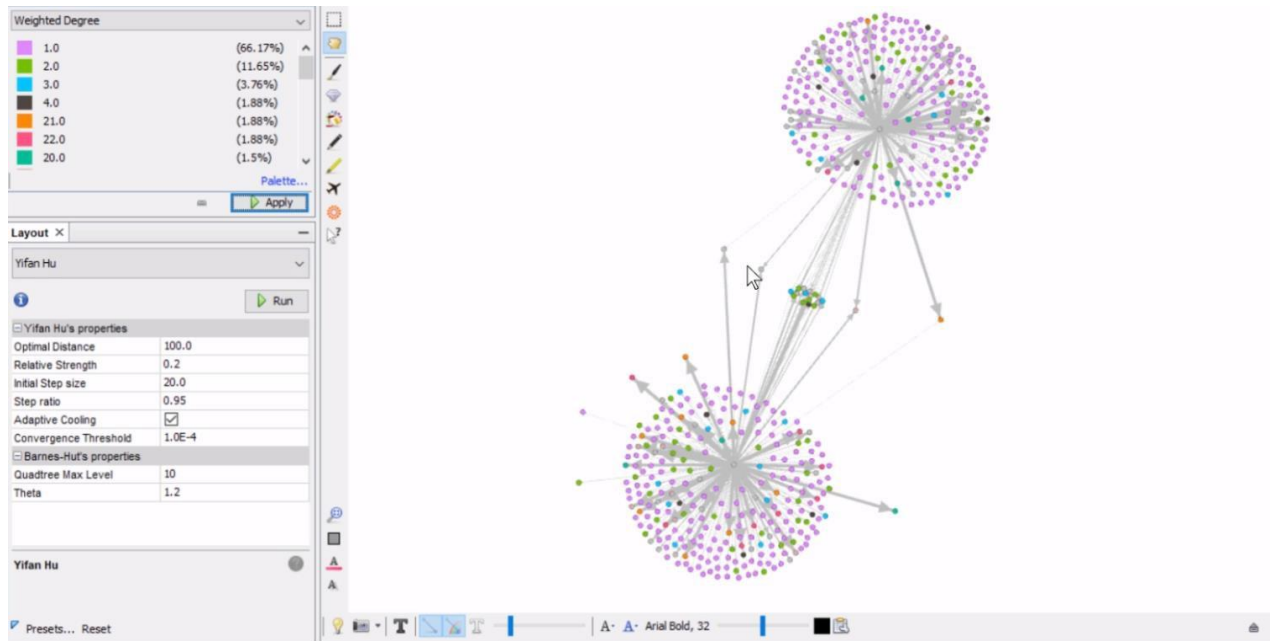 Weighted Degree
1.0 (66.17%)
2.0 (11.65%)
3.0 (3.76%)
4.0 (1.88%)
21.0 (1.88%)
22.0 (1.88%)
20.0 (1.5%)
Palette...
Apply
Layout
Yifan Hu
Run
Yifan Hu's properties
Optimal Distance 100.0
Relative Strength 0.2
Initial Step size 20.0
Step ratio 0.95
Adaptive Cooling
Convergence Threshold 1.0E-4
Barnes-Hut's properties
Quadtree Max Level 10
Theta 1.2
Yifan Hu
Presets... Reset
T T A- A- Arial Bold, 32
A
A